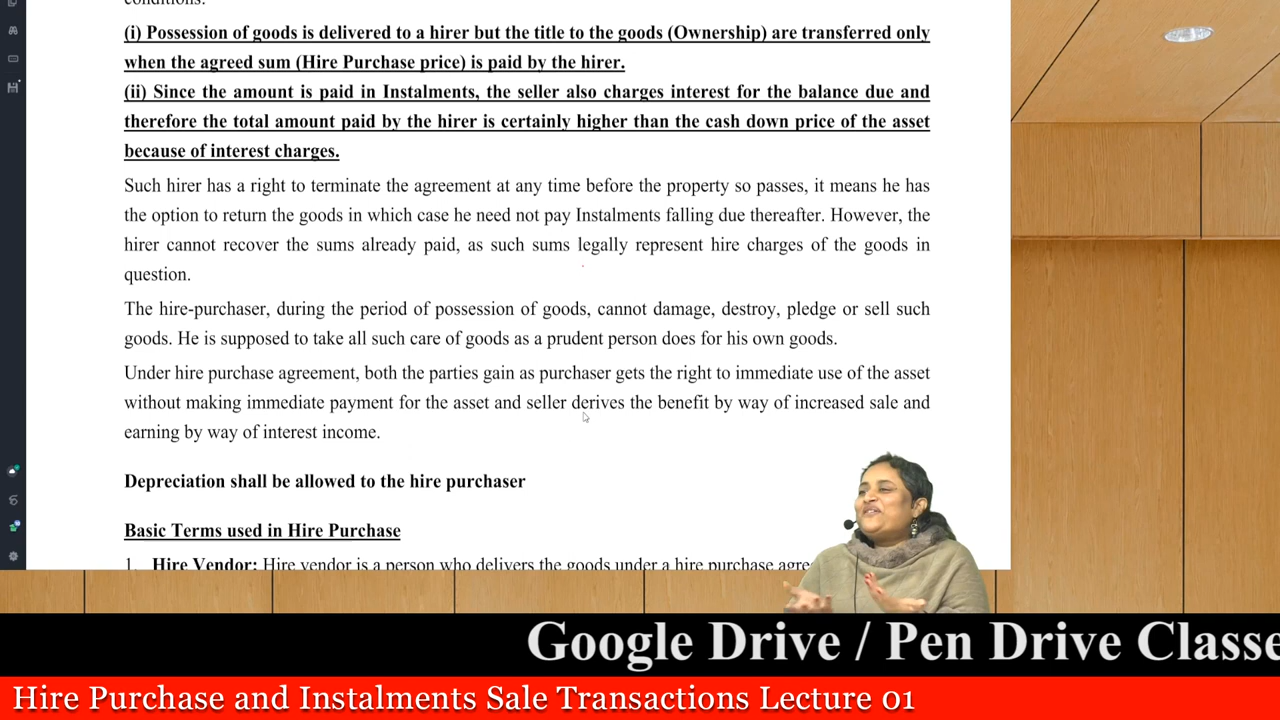 conditions:
(i) Possession of goods is delivered to a hirer but the title to the goods (Ownership) are transferred only
when the agreed sum (Hire Purchase price) is paid by the hirer.
(ii) Since the amount is paid in Instalments, the seller also charges interest for the balance due and
therefore the total amount paid by the hirer is certainly higher than the cash down price of the asset
because of interest charges.
Such hirer has a right to terminate the agreement at any time before the property so passes, it means he has
the option to return the goods in which case he need not pay Instalments falling due thereafter. However, the
hirer cannot recover the sums already paid, as such sums legally represent hire charges of the goods in
question.
The hire-purchaser, during the period of possession of goods, cannot damage, destroy, pledge or sell such
goods. He is supposed to take all such care of goods as a prudent person does for his own goods.
Under hire purchase agreement, both the parties gain as purchaser gets the right to immediate use of the asset
without making immediate payment for the asset and seller derives the benefit by way of increased sale and
earning by way of interest income.
Depreciation shall be allowed to the hire purchaser
Basic Terms used in Hire Purchase
1. Hire Vendor: Hire vendor is a person who delivers the goods under a hire purchase agre
Google Drive / Pen Drive Classe
Hire Purchase and Instalments Sale Transactions Lecture 01